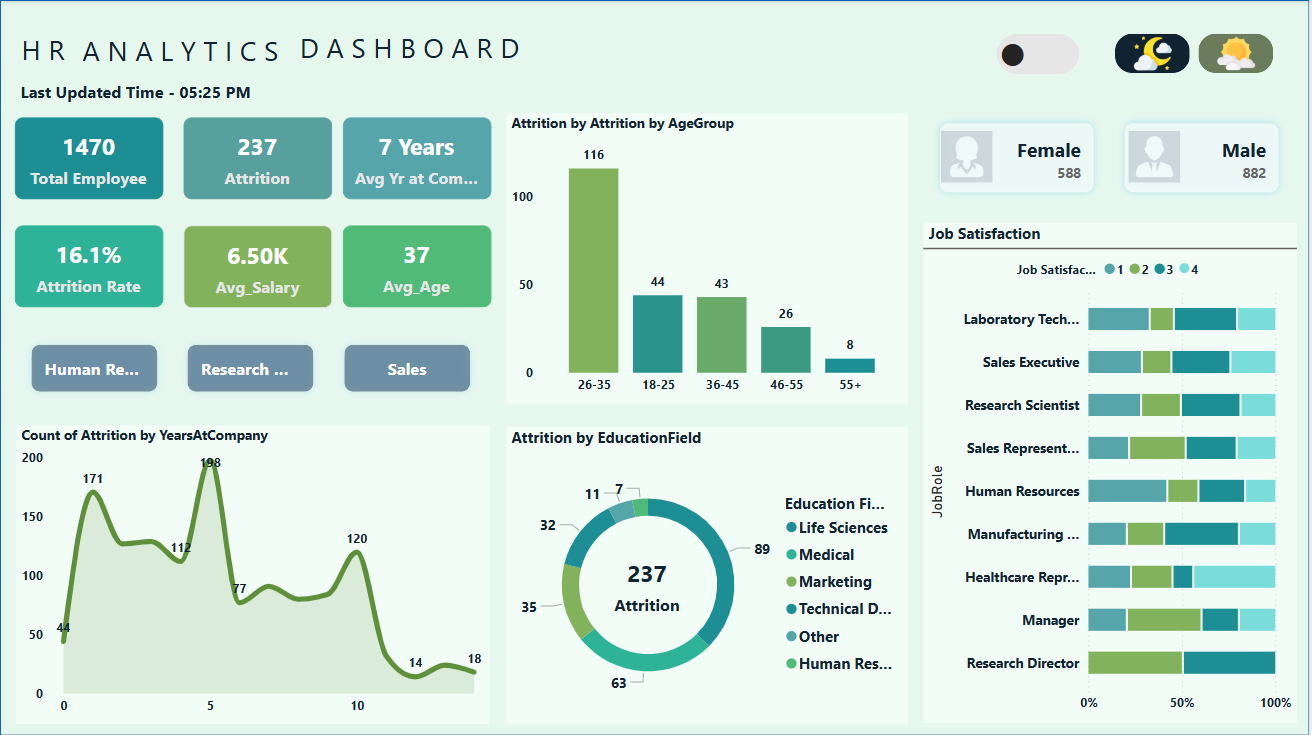 HR ANALYTICS DASHBOARD
Last Updated Time - 05:25 PM
1470
Total Employee
237
Attrition
7 Years
Avg Yr at Com...
16.1%
Attrition Rate
6.50K
Avg_Salary
37
Avg_Age
Human Re...
Research ...
Sales
Attrition by Attrition by AgeGroup
116
100
50
0
44
43
26
8
26-35
18-25
36-45
46-55
55+
Female
588
Male
882
Job Satisfaction
Job Satisfac...
1
2
3
4
JobRole
Laboratory Tech...
Sales Executive
Research Scientist
Sales Represent...
Human Resources
Manufacturing ...
Healthcare Repr...
Manager
Research Director
0%
50%
100%
Count of Attrition by YearsAtCompany
200
150
100
50
0
44
171
112
198
77
120
14
18
0
5
10
Attrition by EducationField
7
11
32
89
35
63
237
Attrition
Education Fi...
Life Sciences
Medical
Marketing
Technical D...
Other
Human Res...